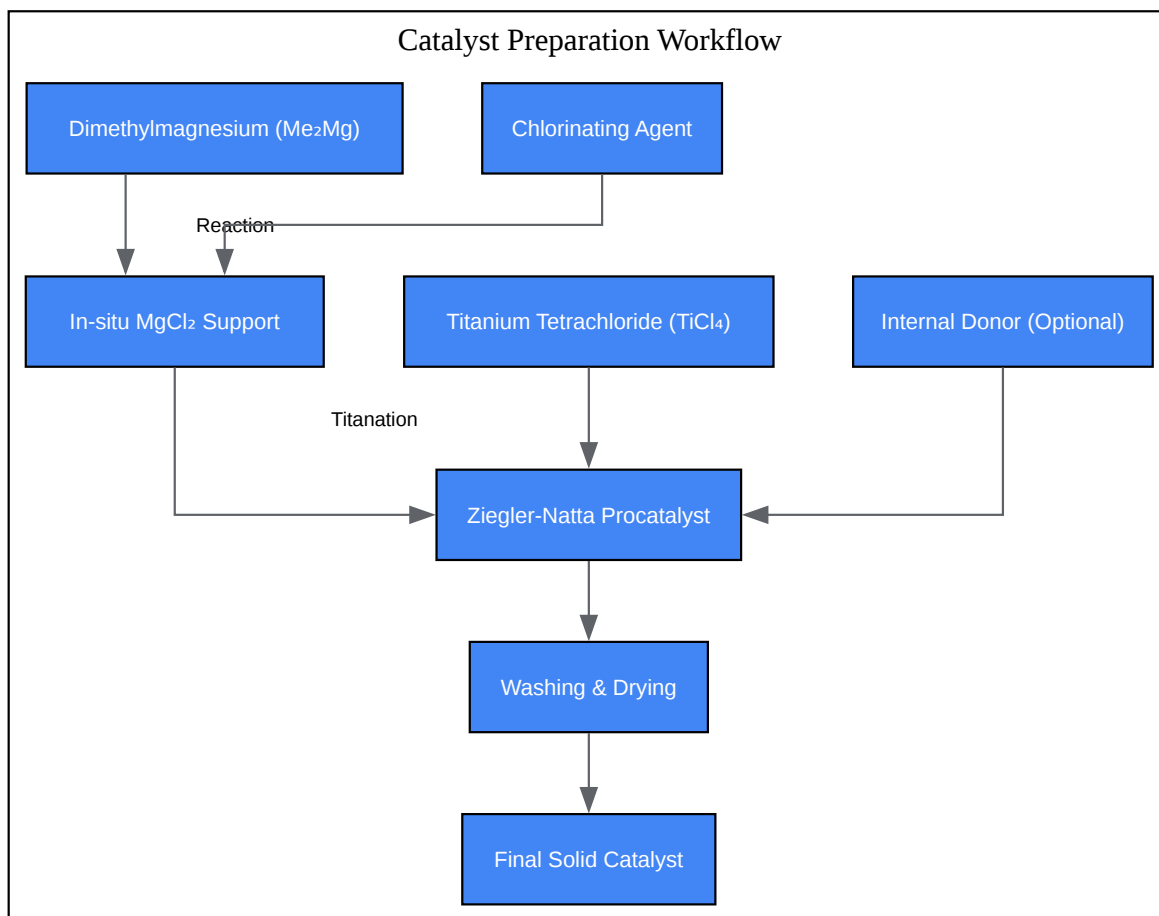 Catalyst Preparation Workflow
Dimethylmagnesium (Me₂Mg)
Chlorinating Agent
Reaction
In-situ MgCl₂ Support
Titanium Tetrachloride (TiCl₄)
Internal Donor (Optional)
Titanation
Ziegler-Natta Procatalyst
Washing & Drying
Final Solid Catalyst